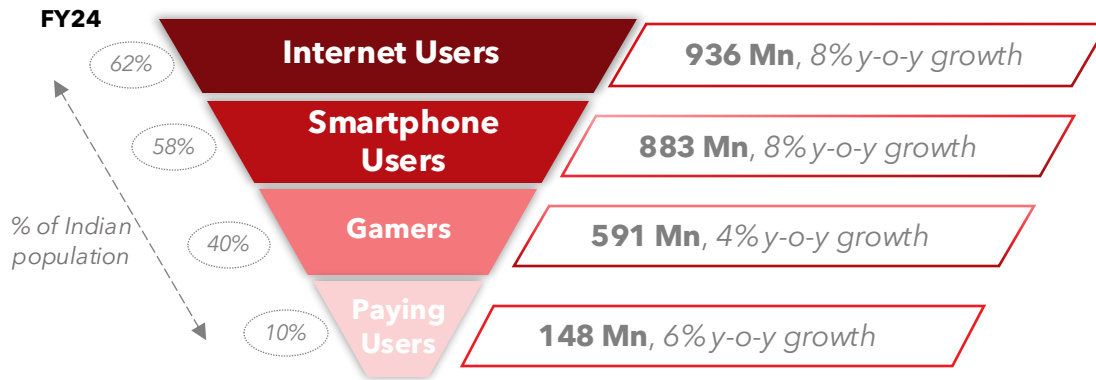 FY24
62%
Internet Users
936 Mn, 8% y-o-y growth
58%
Smartphone
Users
883 Mn, 8% y-o-y growth
% of Indian
population
40%
Gamers
591 Mn, 4% y-o-y growth
10%
Paying
Users
148 Mn, 6% y-o-y growth